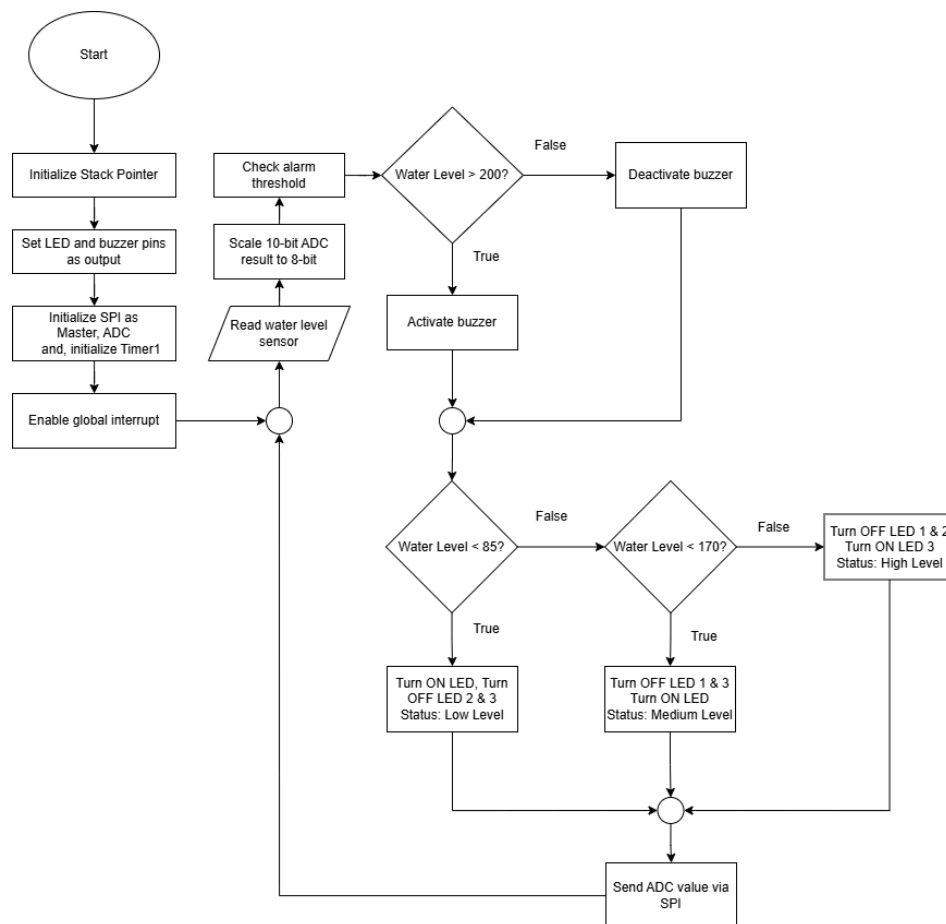 Start
Initialize Stack Pointer
Set LED and buzzer pins
as output
Initialize SPI as
Master, ADC
and, initialize Timer1
Enable global interrupt
Read water level
sensor
Scale 10-bit ADC
result to 8-bit
Check alarm
threshold
Water Level > 200?
False
Deactivate buzzer
True
Activate buzzer
Water Level < 85?
False
Water Level < 170?
False
Turn OFF LED 1 & 2
Turn ON LED 3
Status: High Level
True
Turn ON LED, Turn
OFF LED 2 & 3
Status: Low Level
True
Turn OFF LED 1 & 3
Turn ON LED
Status: Medium Level
Send ADC value via
SPI